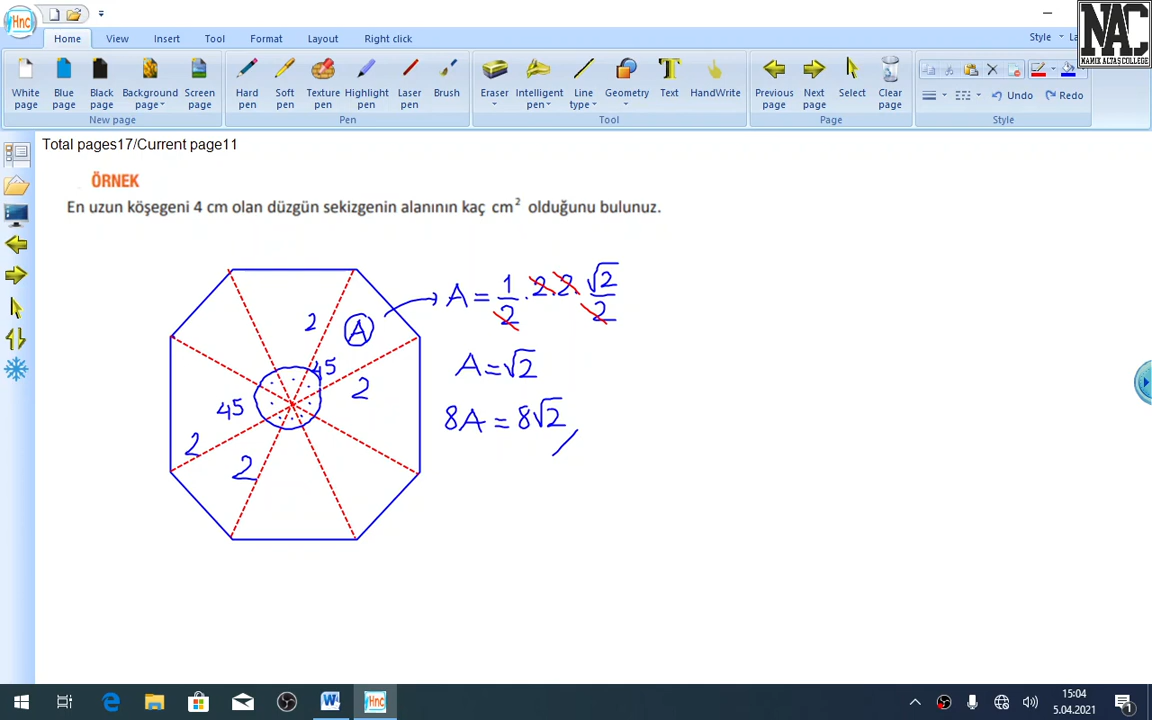 Hnc
NAC
NAMIK ALTAS COLLEGE
Home View Insert Tool Format Layout Right click Style
White page Blue page Black page Background page Screen page Hard pen Soft pen Texture pen Highlight pen Laser pen Brush Eraser Intelligent pen Line type Geometry Text HandWrite Previous page Next page Select Clear page Undo Redo
New page Pen Tool Page Style
Total pages17/Current page11
ÖRNEK
En uzun köşegeni 4 cm olan düzgün sekizgenin alanının kaç cm² olduğunu bulunuz.
A = 1/2 . 2 . 2 . √2/2
2 A
45
A = √2
2
45
8A = 8√2
2
2
15:04
5.04.2021
1